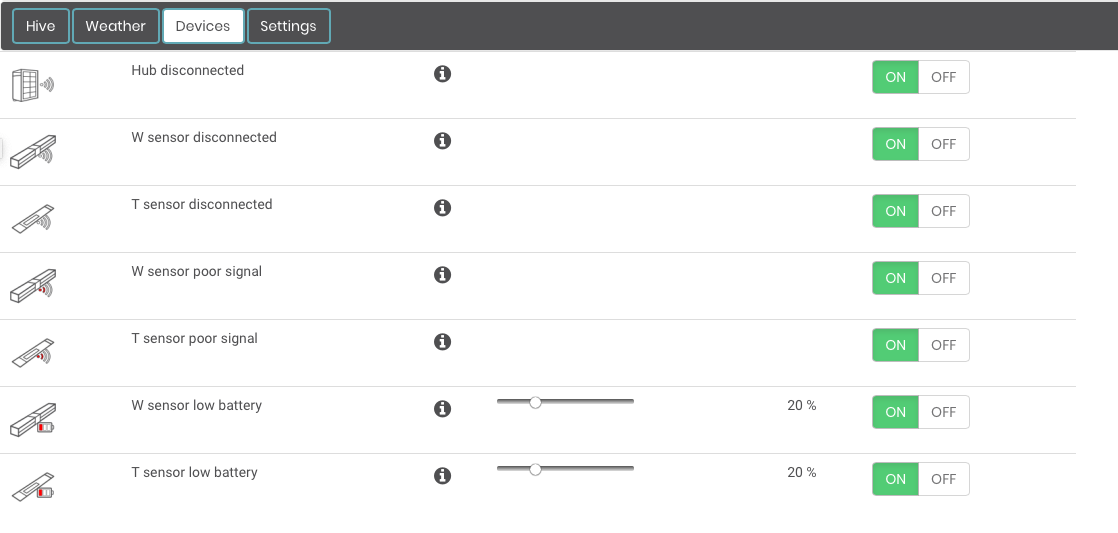 Hive Weather Devices Settings
Hub disconnected ON OFF
W sensor disconnected ON OFF
T sensor disconnected ON OFF
W sensor poor signal ON OFF
T sensor poor signal ON OFF
W sensor low battery 20 % ON OFF
T sensor low battery 20 % ON OFF